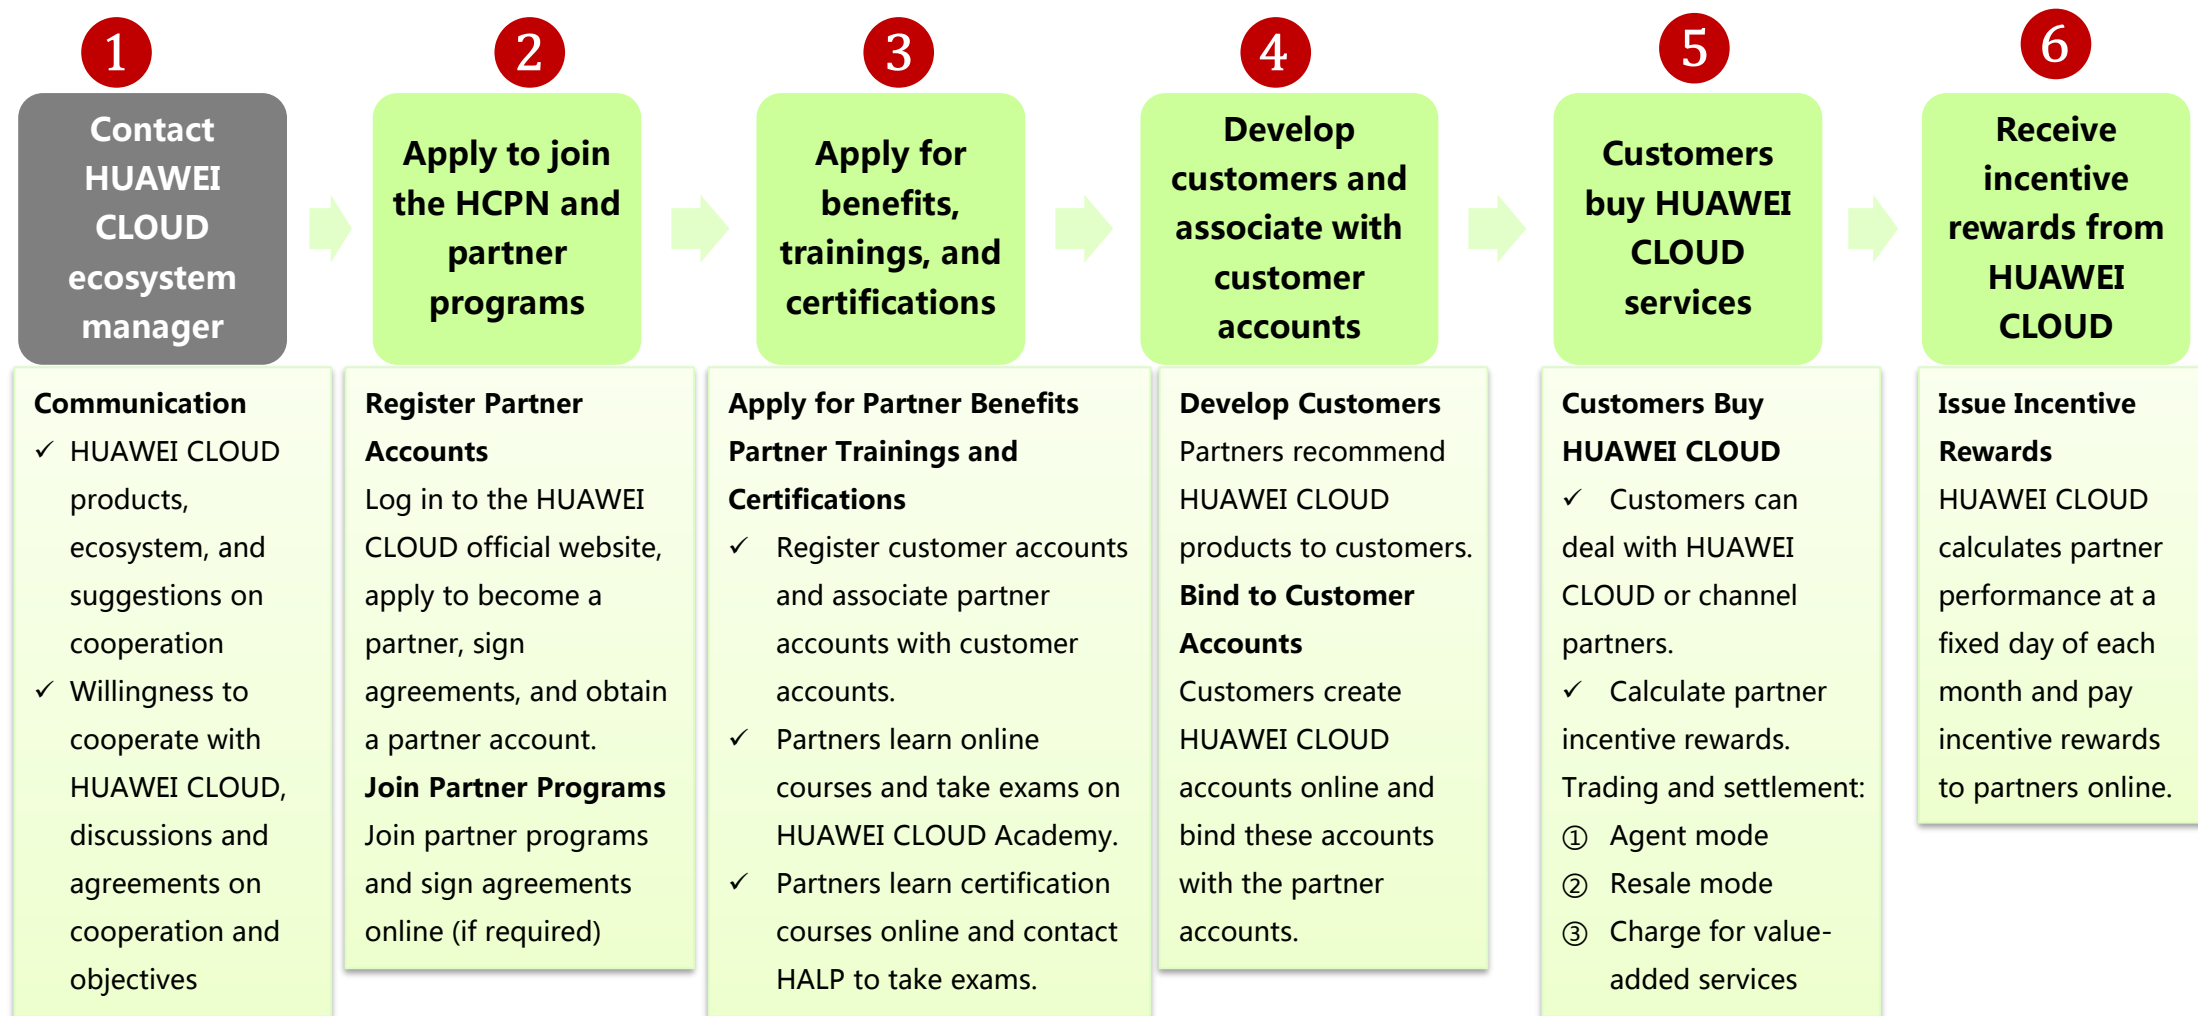 1
Contact
HUAWEI
CLOUD
ecosystem
manager
Communication
✓ HUAWEI CLOUD
products,
ecosystem, and
suggestions on
cooperation
✓ Willingness to
cooperate with
HUAWEI CLOUD,
discussions and
agreements on
cooperation and
objectives
2
Apply to join
the HCPN and
partner
programs
Register Partner
Accounts
Log in to the HUAWEI
CLOUD official website,
apply to become a
partner, sign
agreements, and obtain
a partner account.
Join Partner Programs
Join partner programs
and sign agreements
online (if required)
3
Apply for
benefits,
trainings, and
certifications
Apply for Partner Benefits
Partner Trainings and
Certifications
✓ Register customer accounts
and associate partner
accounts with customer
accounts.
✓ Partners learn online
courses and take exams on
HUAWEI CLOUD Academy.
✓ Partners learn certification
courses online and contact
HALP to take exams.
4
Develop
customers and
associate with
customer
accounts
Develop Customers
Partners recommend
HUAWEI CLOUD
products to customers.
Bind to Customer
Accounts
Customers create
HUAWEI CLOUD
accounts online and
bind these accounts
with the partner
accounts.
5
Customers
buy HUAWEI
CLOUD
services
Customers Buy
HUAWEI CLOUD
✓ Customers can
deal with HUAWEI
CLOUD or channel
partners.
✓ Calculate partner
incentive rewards.
Trading and settlement:
① Agent mode
② Resale mode
③ Charge for value-
added services
6
Receive
incentive
rewards from
HUAWEI
CLOUD
Issue Incentive
Rewards
HUAWEI CLOUD
calculates partner
performance at a
fixed day of each
month and pay
incentive rewards
to partners online.